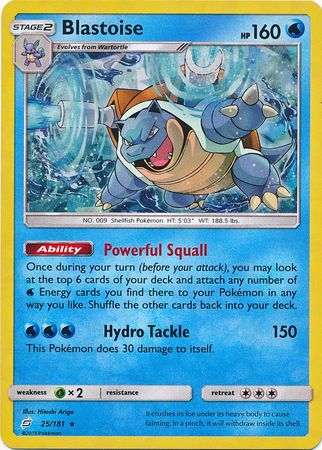 STAGE2 Blastoise HP 160
Evolves from Wartortle
NO. 009 Shellfish Pokémon HT: 5'03" WT: 188.5 lbs.
Ability Powerful Squall
Once during your turn (before your attack), you may look
at the top 6 cards of your deck and attach any number of
Energy cards you find there to your Pokémon in any
way you like. Shuffle the other cards back into your deck.
Hydro Tackle 150
This Pokémon does 30 damage to itself.
weakness ×2 resistance retreat
Illus. Hitoshi Ariga
25/181 ★
©2019 Pokémon
It crushes its foe under its heavy body to cause
fainting. In a pinch, it will withdraw inside its shell.